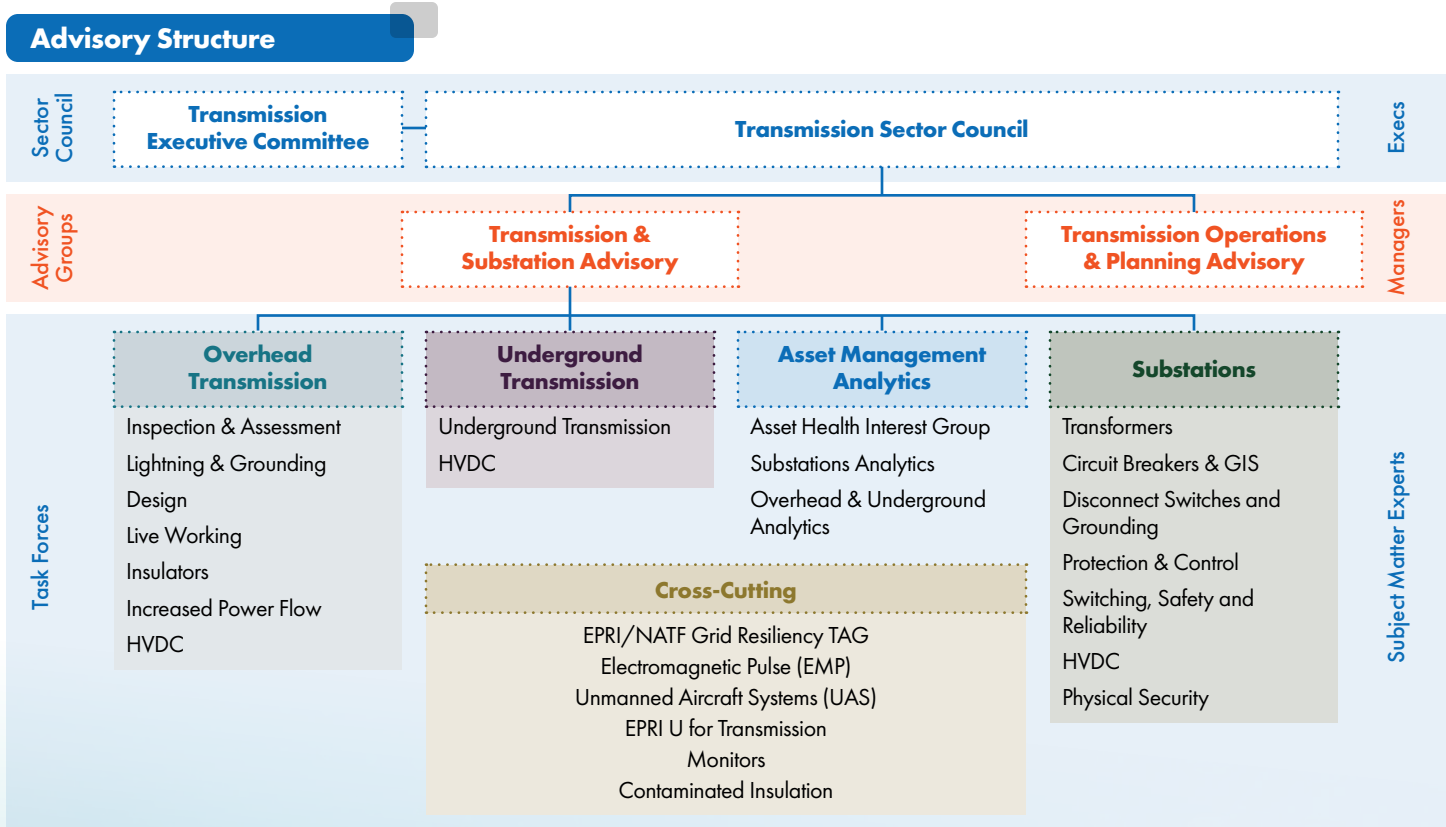 Advisory Structure
Sector
Council
Transmission
Executive Committee
Transmission Sector Council
Execs
Advisory
Groups
Transmission &
Substation Advisory
Transmission Operations
& Planning Advisory
Managers
Task Forces
Overhead
Transmission
Inspection & Assessment
Lightning & Grounding
Design
Live Working
Insulators
Increased Power Flow
HVDC
Underground
Transmission
Underground Transmission
HVDC
Asset Management
Analytics
Asset Health Interest Group
Substations Analytics
Overhead & Underground
Analytics
Substations
Transformers
Circuit Breakers & GIS
Disconnect Switches and
Grounding
Protection & Control
Switching, Safety and
Reliability
HVDC
Physical Security
Cross-Cutting
EPRI/NATF Grid Resiliency TAG
Electromagnetic Pulse (EMP)
Unmanned Aircraft Systems (UAS)
EPRI U for Transmission
Monitors
Contaminated Insulation
Subject Matter Experts